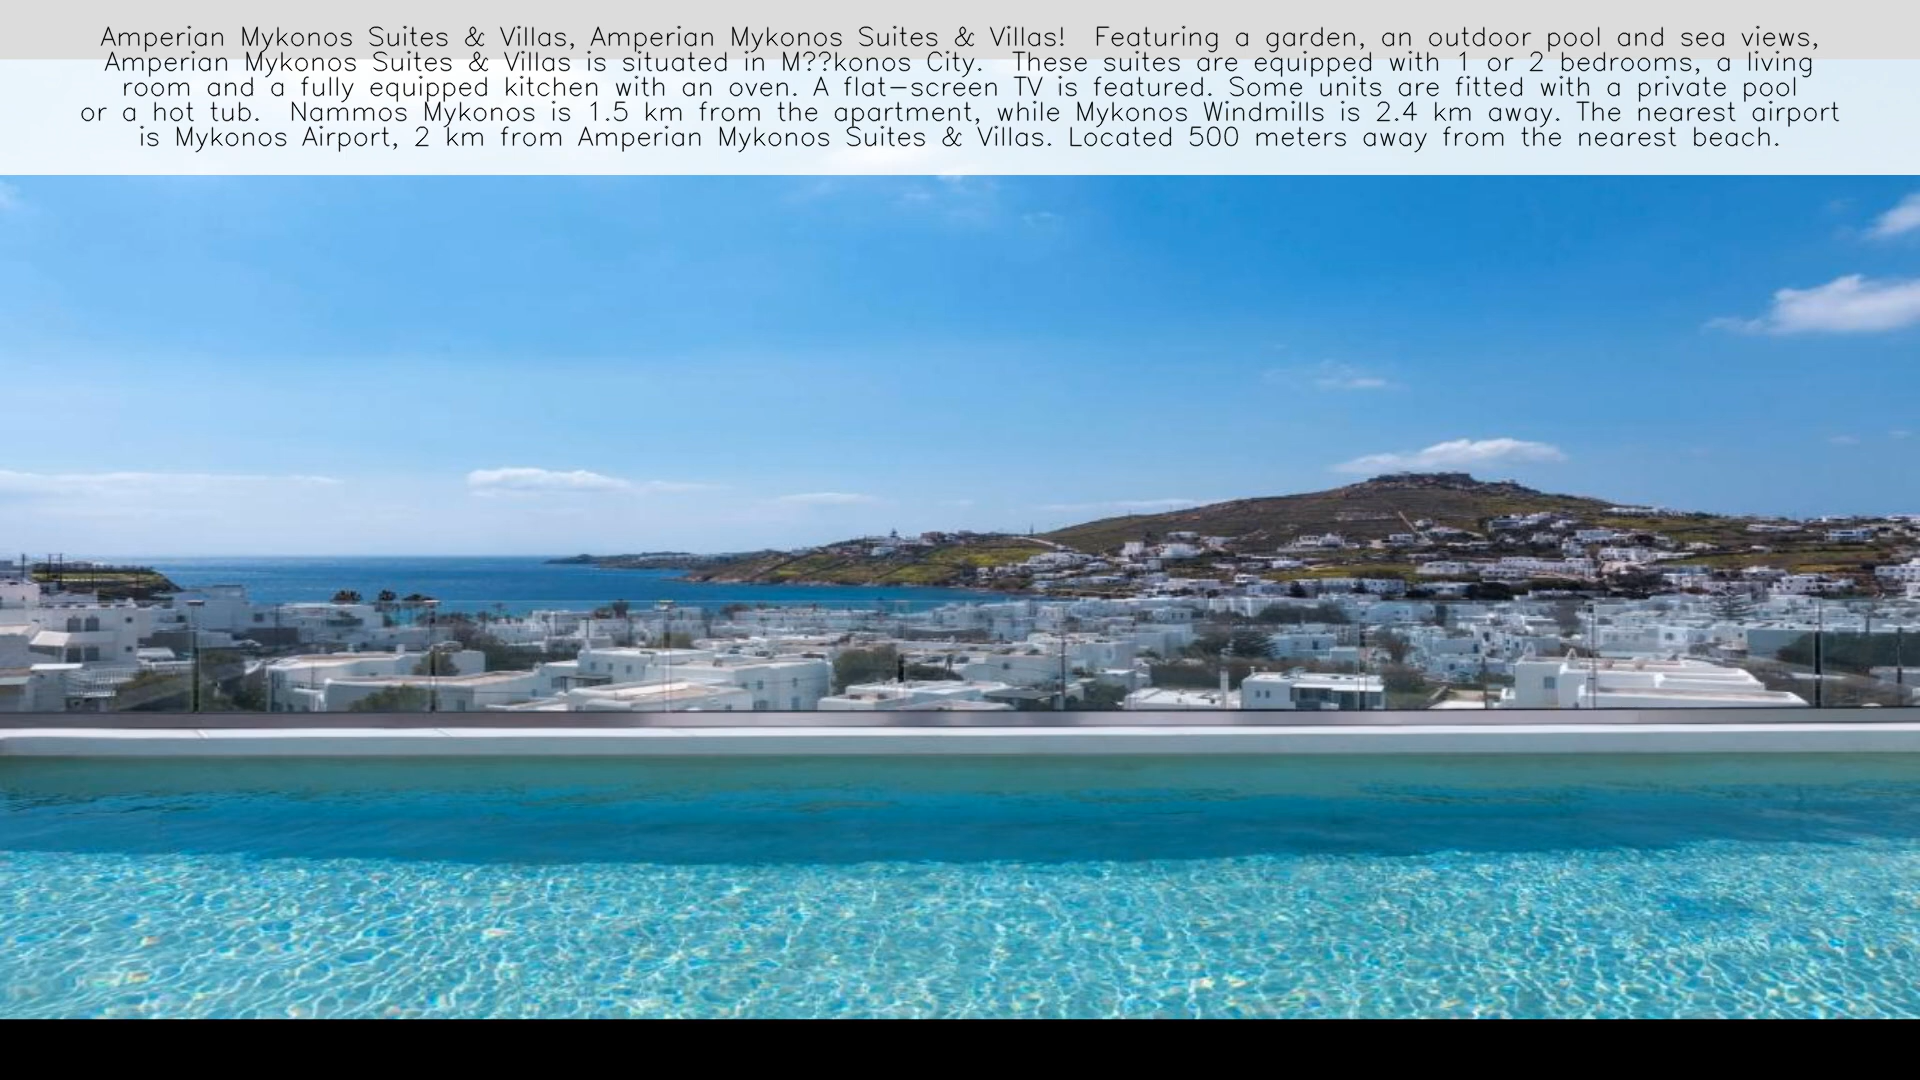 Amperian Mykonos Suites & Villas, Amperian Mykonos Suites & Villas!  Featuring a garden, an outdoor pool and sea views,
Amperian Mykonos Suites & Villas is situated in M??konos City.  These suites are equipped with 1 or 2 bedrooms, a living
room and a fully equipped kitchen with an oven. A flat-screen TV is featured. Some units are fitted with a private pool
or a hot tub.  Nammos Mykonos is 1.5 km from the apartment, while Mykonos Windmills is 2.4 km away. The nearest airport
is Mykonos Airport, 2 km from Amperian Mykonos Suites & Villas. Located 500 meters away from the nearest beach.